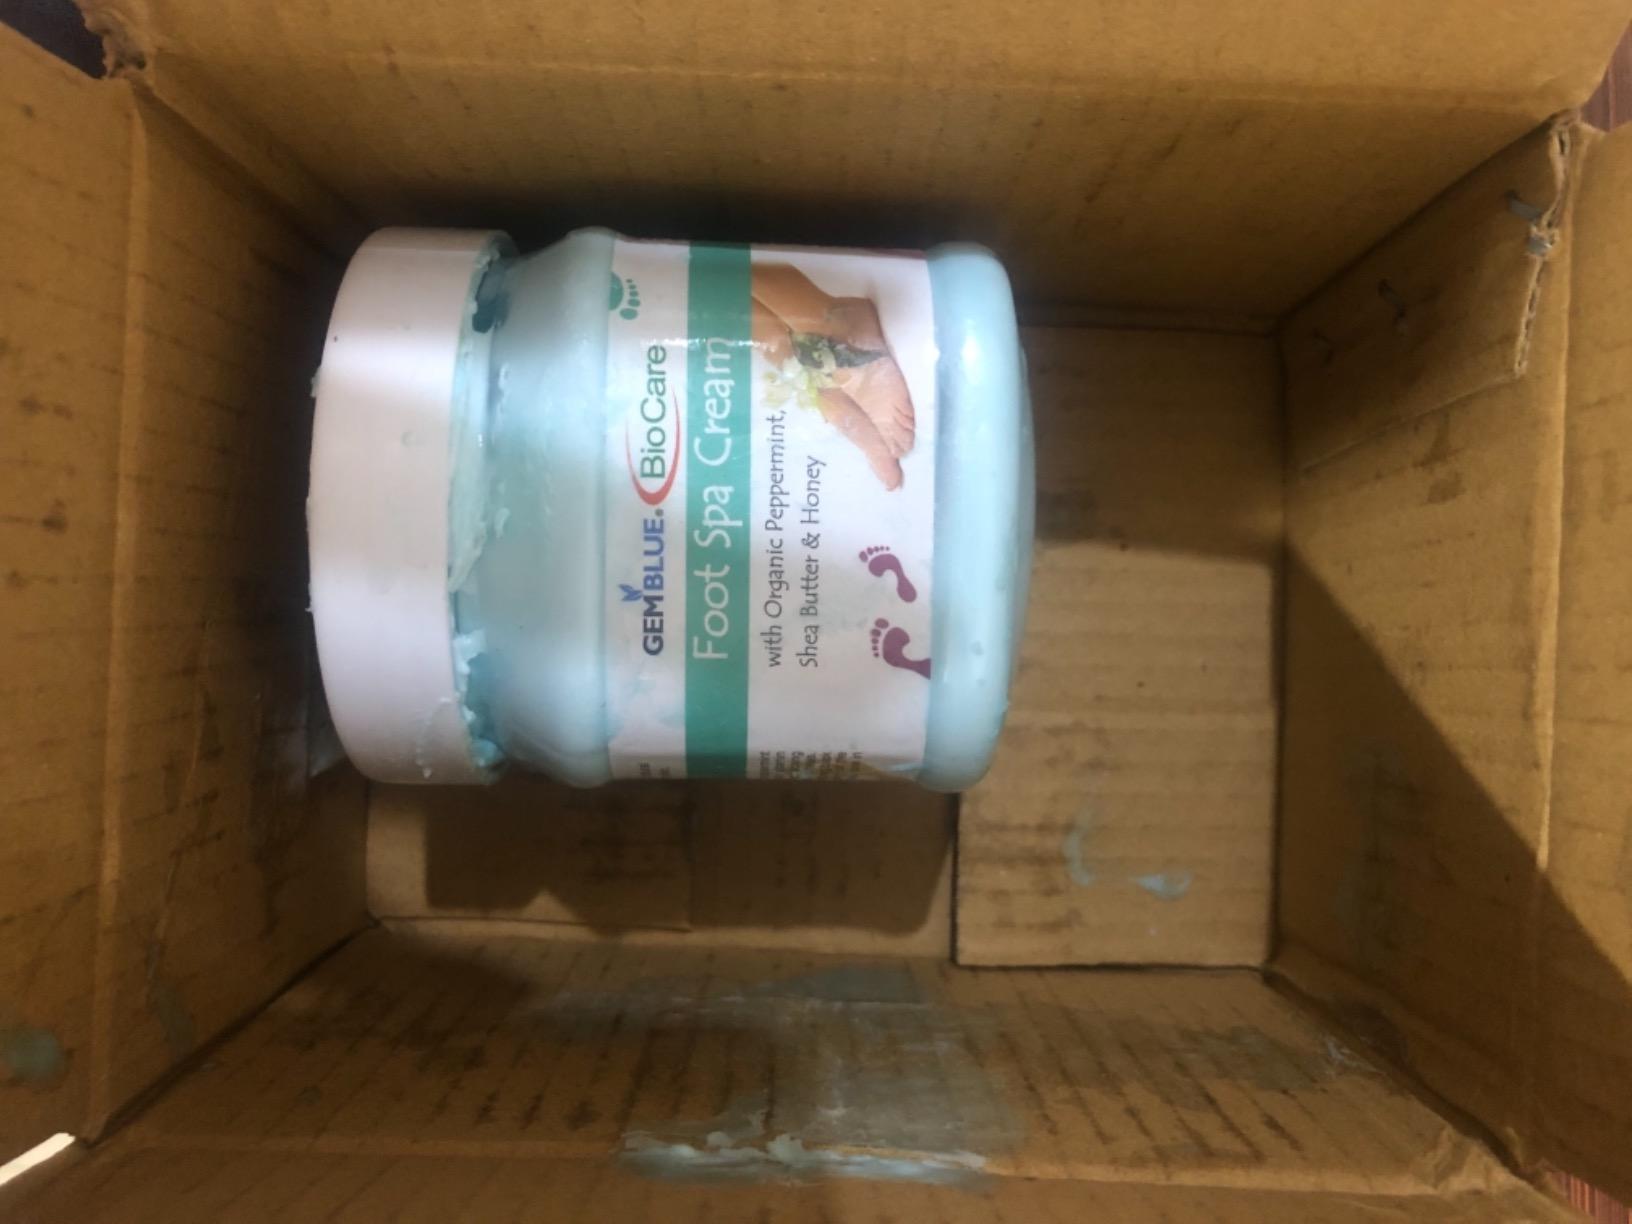 GEMBLUE® BioCare
Foot Spa Cream
with Organic Peppermint,
Shea Butter & Honey